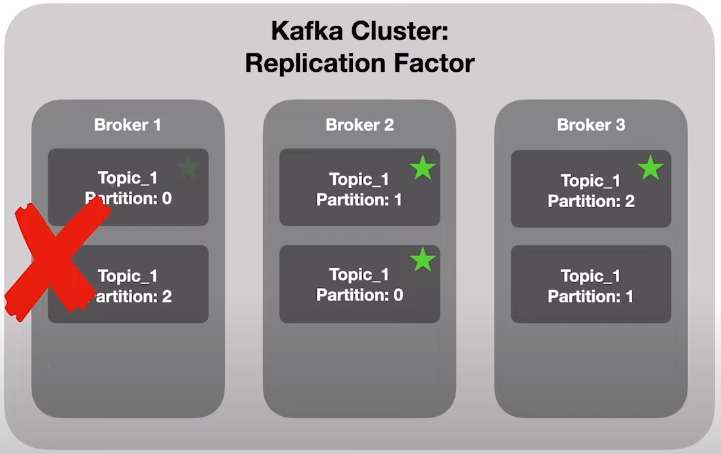 Kafka Cluster:
Replication Factor
Broker 1
Topic_1
Partition: 0
Topic_1
Partition: 2
Broker 2
Topic_1
Partition: 1
Topic_1
Partition: 0
Broker 3
Topic_1
Partition: 2
Topic_1
Partition: 1